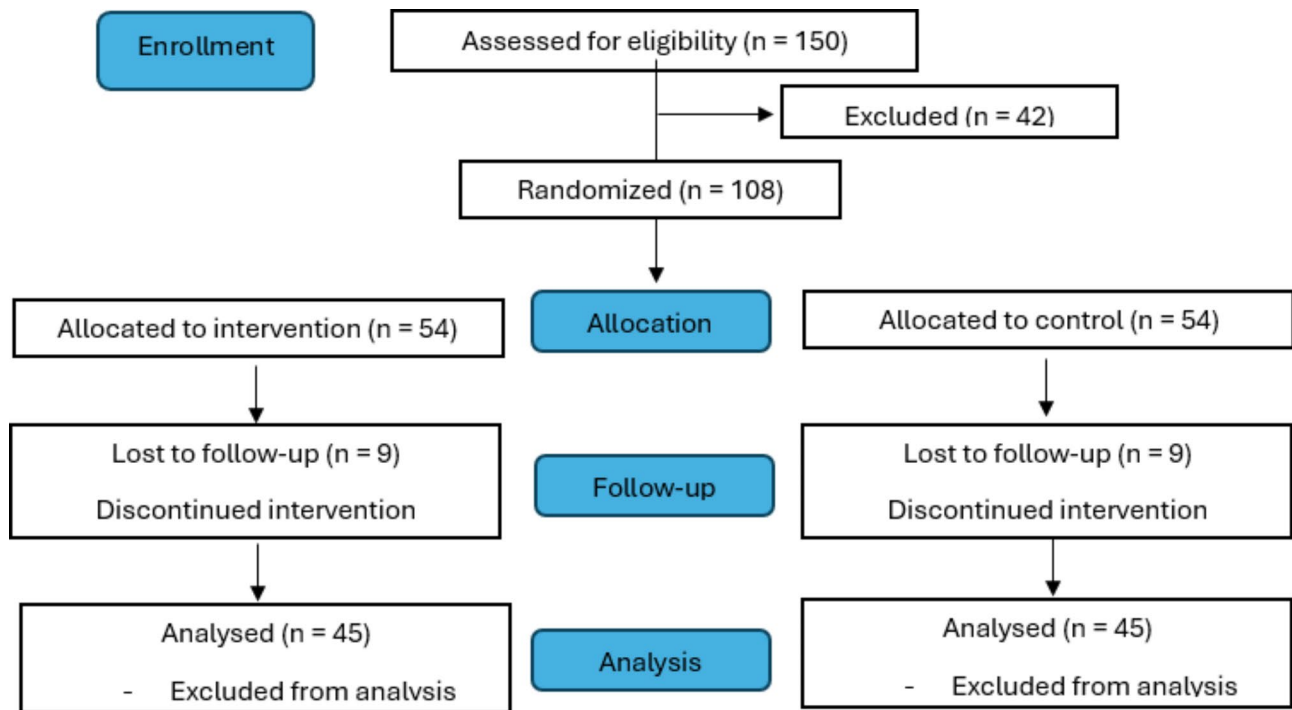 Enrollment
Assessed for eligibility (n = 150)
Excluded (n = 42)
Randomized (n = 108)
Allocated to intervention (n = 54)
Allocation
Allocated to control (n = 54)
Lost to follow-up (n = 9)
Discontinued intervention
Follow-up
Lost to follow-up (n = 9)
Discontinued intervention
Analysed (n = 45)
- Excluded from analysis
Analysis
Analysed (n = 45)
- Excluded from analysis